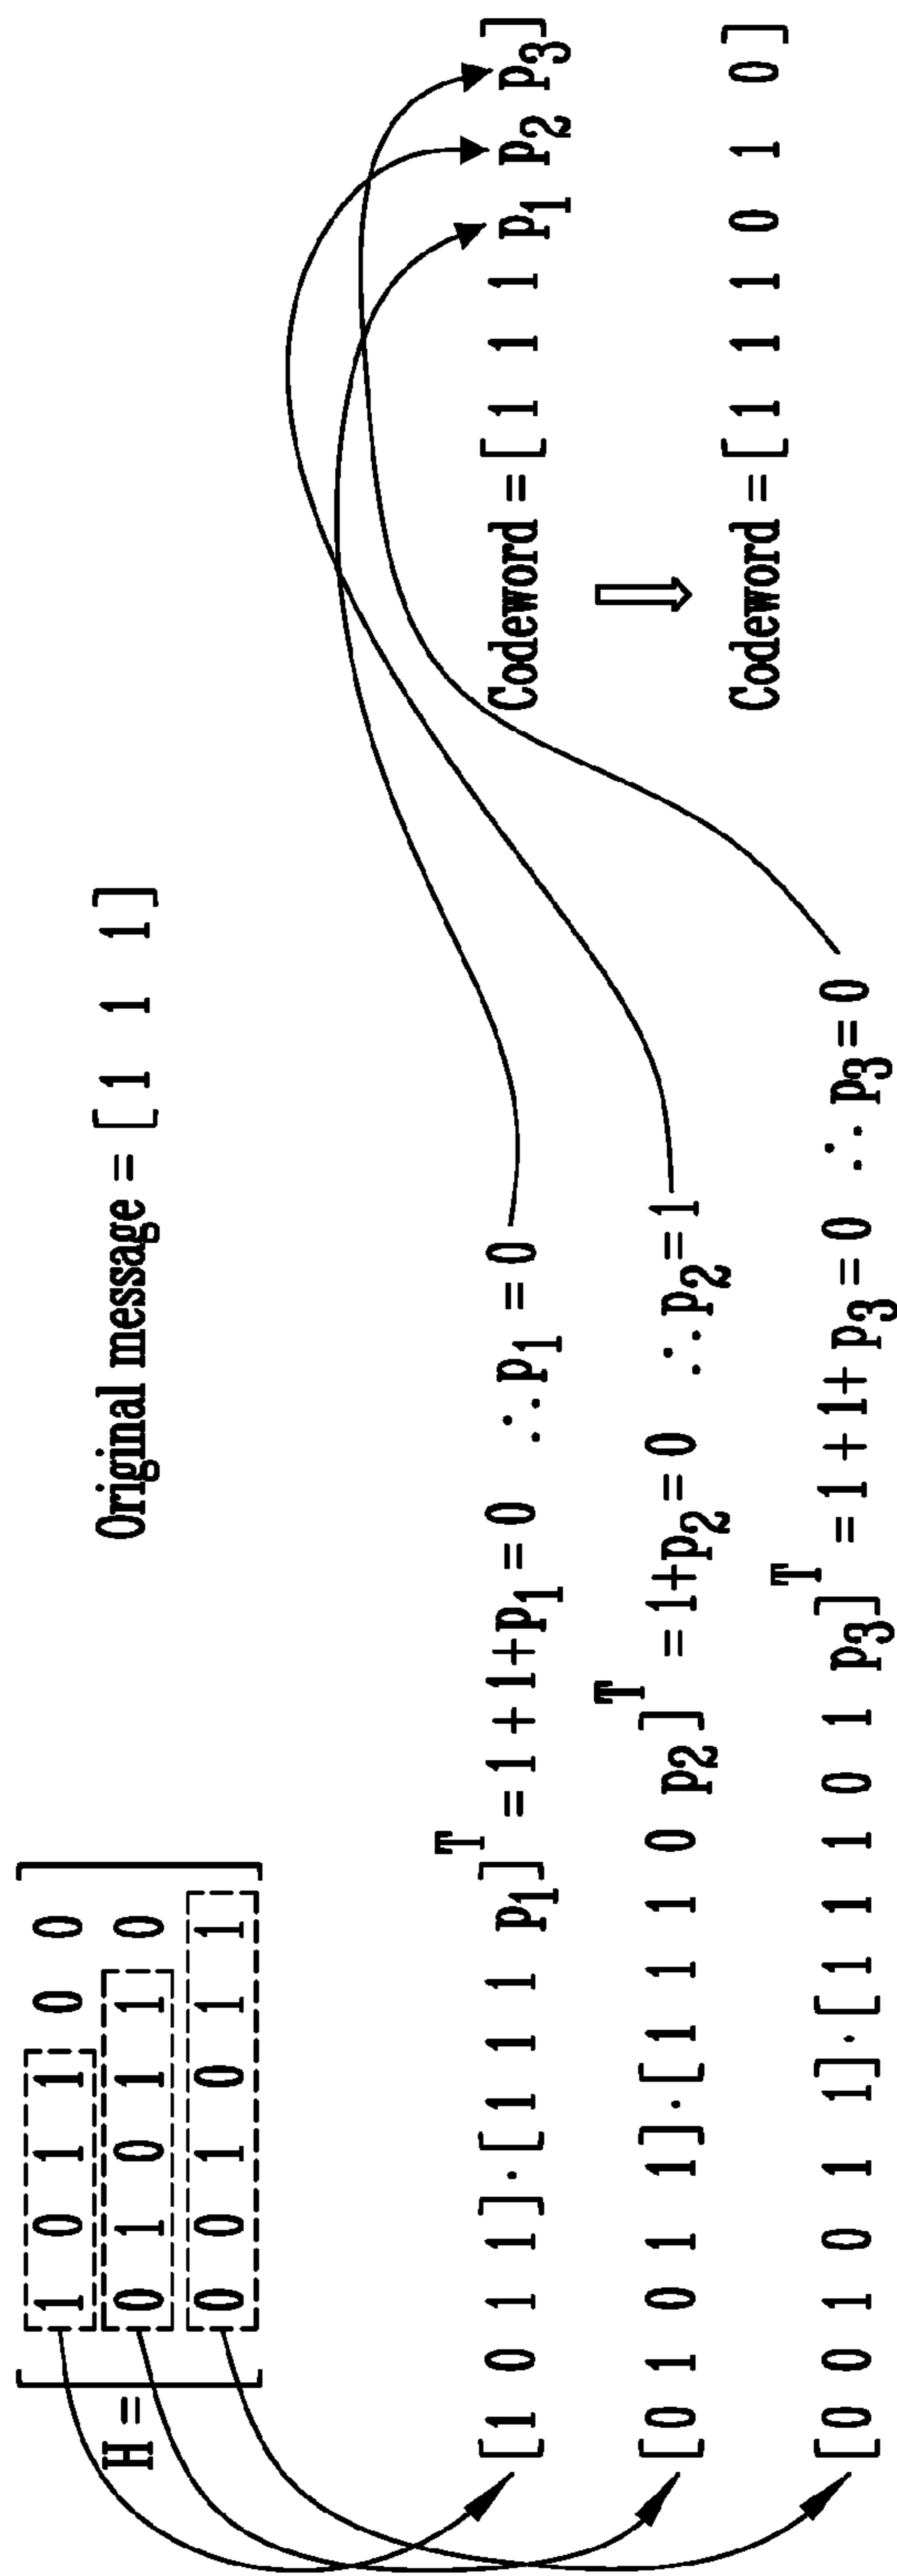 H = [ 1 0 1 1 0 0
0 1 0 1 1 0
0 0 1 0 1 1 ]
Original message = [ 1 1 1 ]
[1 0 1 1]·[1 1 1 p1]^T = 1 + 1+p1 = 0 ∴ p1 = 0
[0 1 0 1 1]·[1 1 1 0 p2]^T = 1+p2 = 0 ∴ p2 = 1
[0 0 1 0 1 1]·[1 1 1 0 1 p3]^T = 1 + 1+ p3 = 0 ∴ p3 = 0
Codeword = [ 1 1 1 p1 p2 p3 ]
Codeword = [ 1 1 1 0 1 0 ]